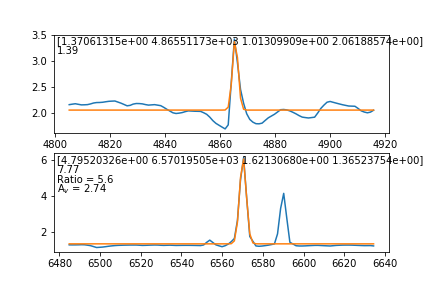 3.5
[1.37061315e+00 4.86551173e+03 1.01309909e+00 2.06188574e+00]
1.39
3.0
2.5
2.0
4800 4820 4840 4860 4880 4900 4920
6
[4.79520326e+00 6.57019505e+03 1.62130680e+00 1.36523754e+00]
7.77
Ratio = 5.6
Av = 2.74
4
2
6480 6500 6520 6540 6560 6580 6600 6620 6640